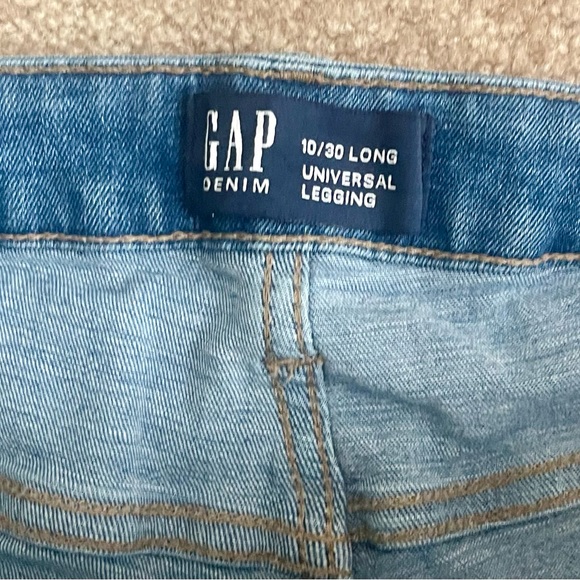 GAP
DENIM
10/30 LONG
UNIVERSAL
LEGGING